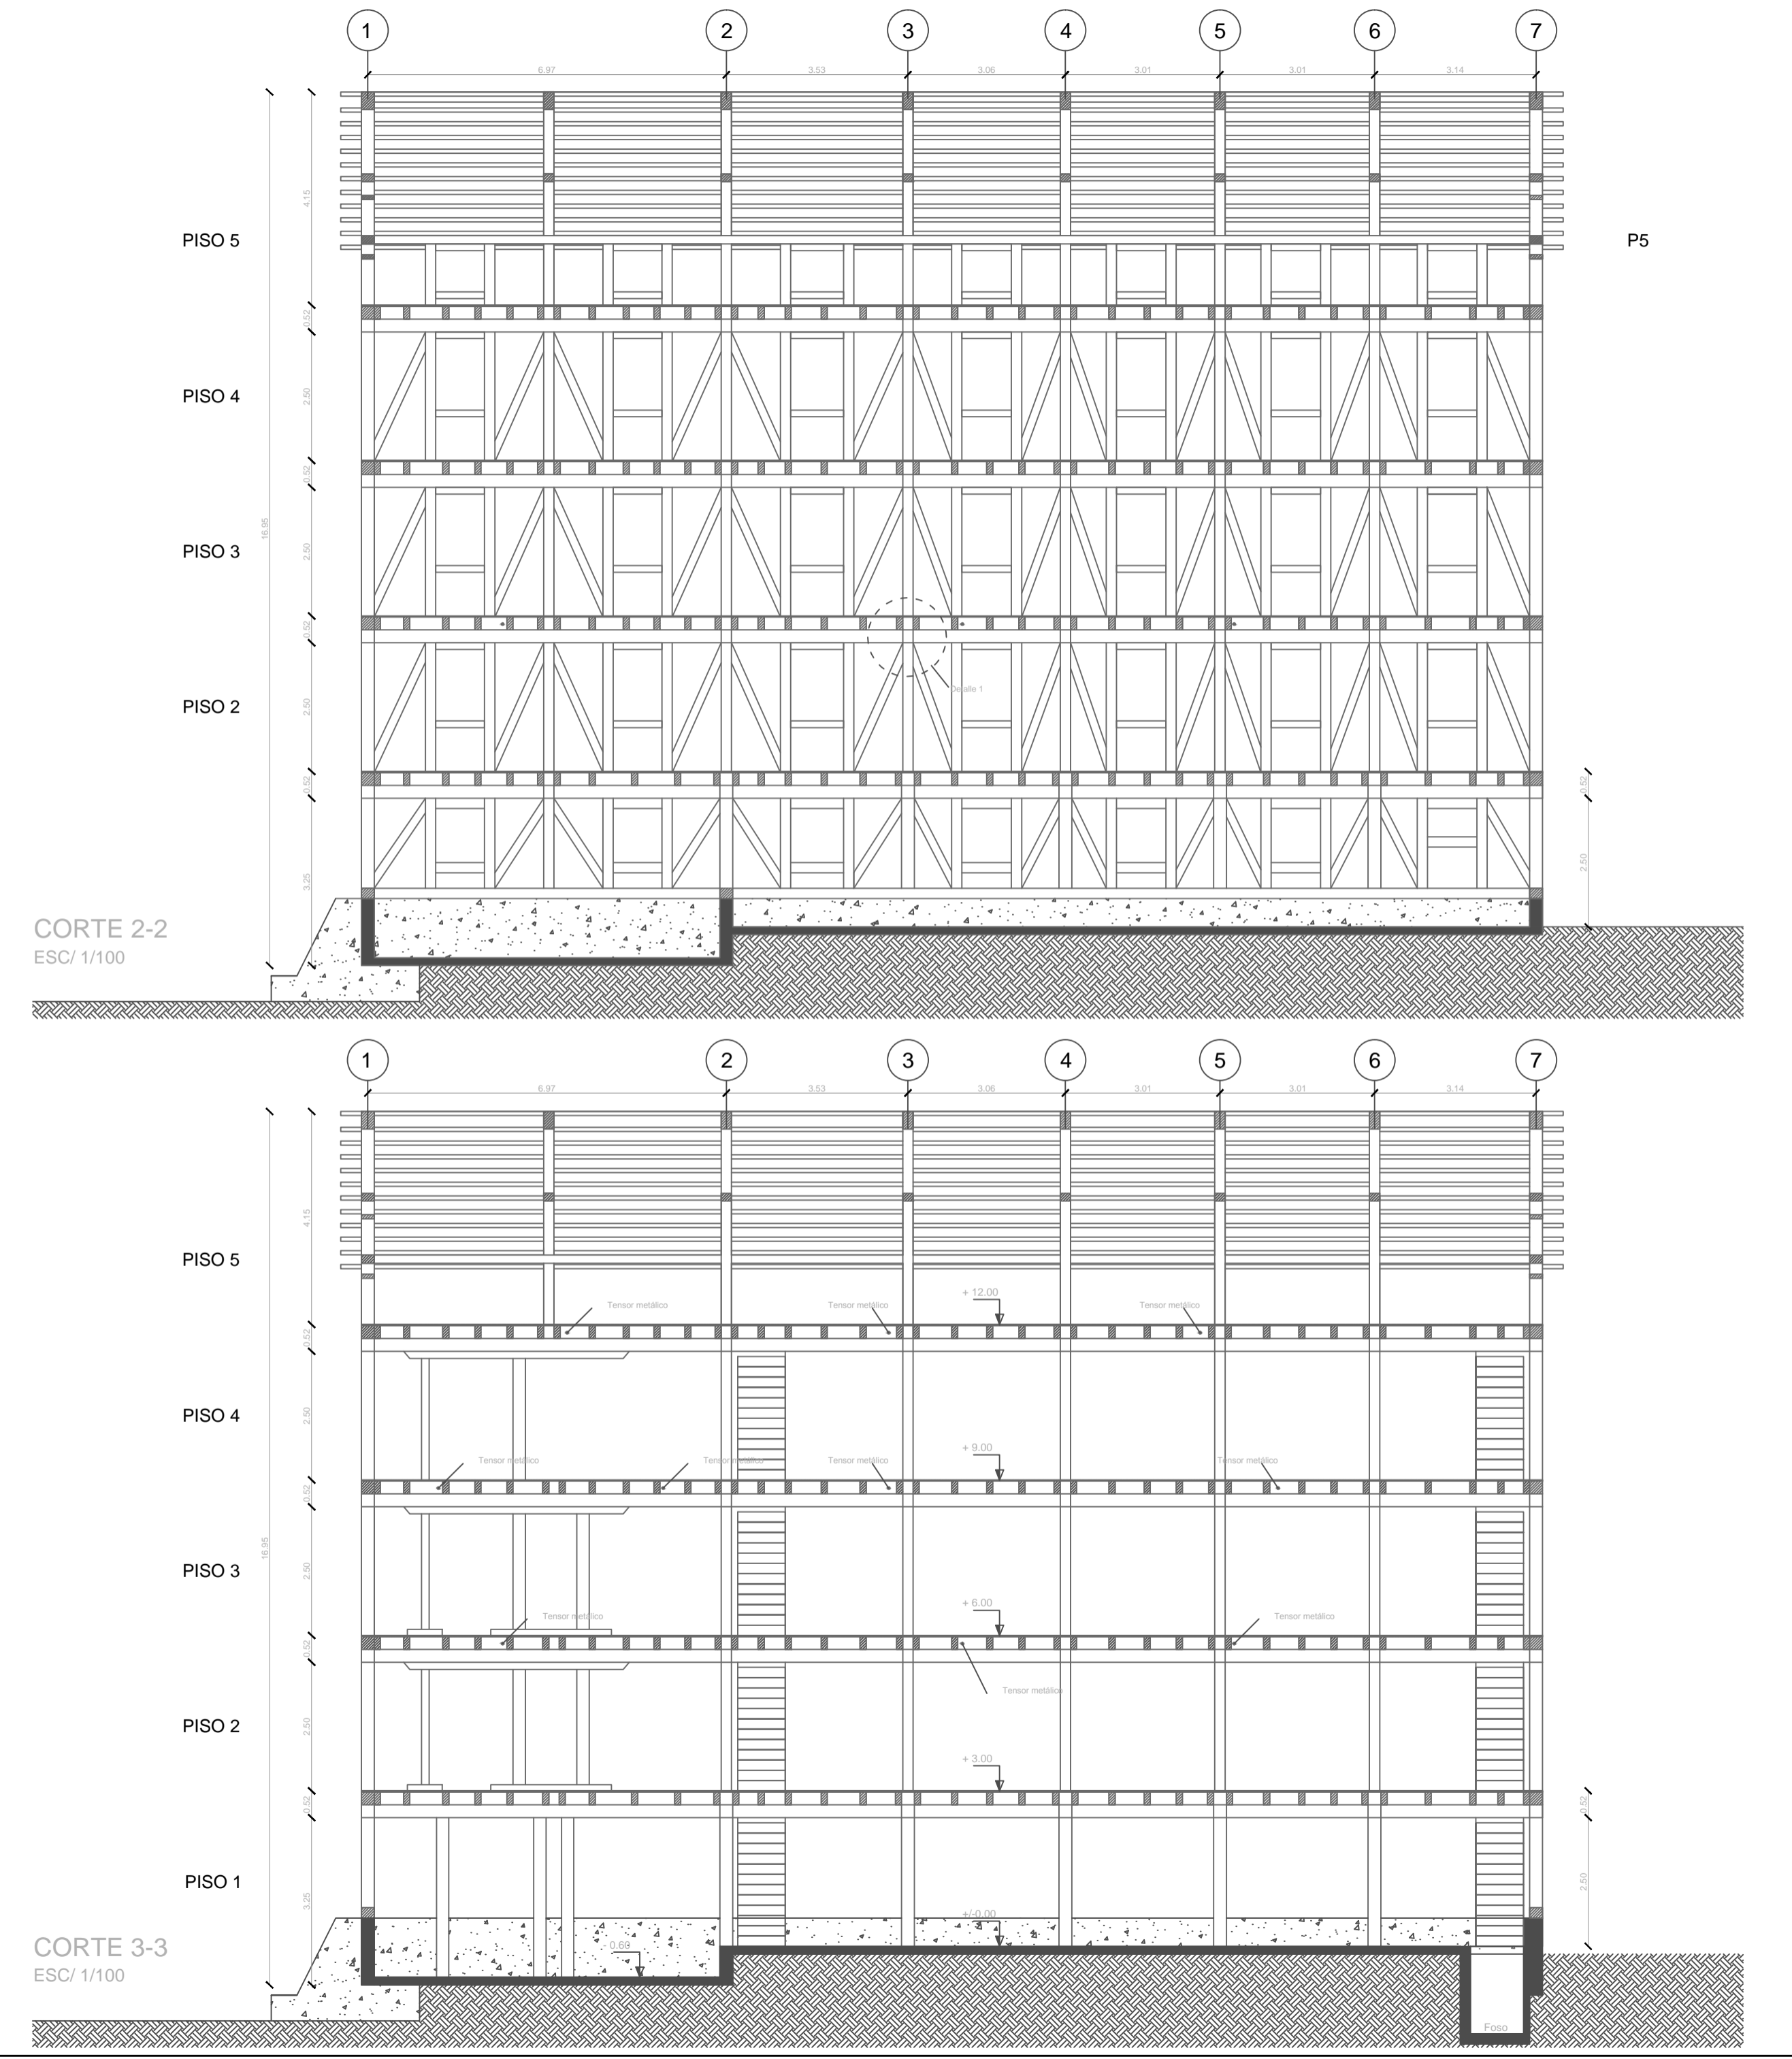 1 2 3 4 5 6 7
6.97 3.53 3.06 3.01 3.01 3.14
4.15
PISO 5 P5
0.52
PISO 4 2.50
0.52
16.95
PISO 3 2.50
0.52
Detalle 1
PISO 2 2.50
0.52 0.52
3.25 2.50
CORTE 2-2
ESC/ 1/100
1 2 3 4 5 6 7
6.97 3.53 3.06 3.01 3.01 3.14
4.15
PISO 5
+ 12.00
Tensor metálico Tensor metálico Tensor metálico
0.52
PISO 4 2.50
+ 9.00
Tensor metálico Tensor metálico Tensor metálico Tensor metálico
0.52
16.95
PISO 3 2.50
+ 6.00
Tensor metálico Tensor metálico
0.52
Tensor metálico
PISO 2 2.50
+ 3.00
0.52 0.52
PISO 1 3.25 2.50
+/-0.00
- 0.60
CORTE 3-3
ESC/ 1/100
Foso